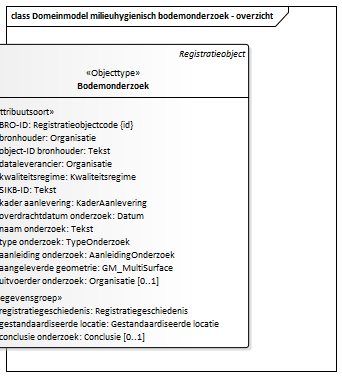 class Domeinmodel milieuhygienisch bodemonderzoek - overzicht
Registratieobject
«Objecttype»
Bodemonderzoek
ttribuutsoort»
BRO-ID: Registratieobjectcode {id}
bronhouder: Organisatie
object-ID bronhouder: Tekst
dataleverancier: Organisatie
kwaliteitsregime: Kwaliteitsregime
SIKB-ID: Tekst
kader aanlevering: KaderAanlevering
overdrachtdatum onderzoek: Datum
naam onderzoek: Tekst
type onderzoek: TypeOnderzoek
aanleiding onderzoek: AanleidingOnderzoek
aangeleverde geometrie: GM_MultiSurface
uitvoerder onderzoek: Organisatie [0..1]
egevensgroep»
registratiegeschiedenis: Registratiegeschiedenis
gestandaardiseerde locatie: Gestandaardiseerde locatie
conclusie onderzoek: Conclusie [0..1]